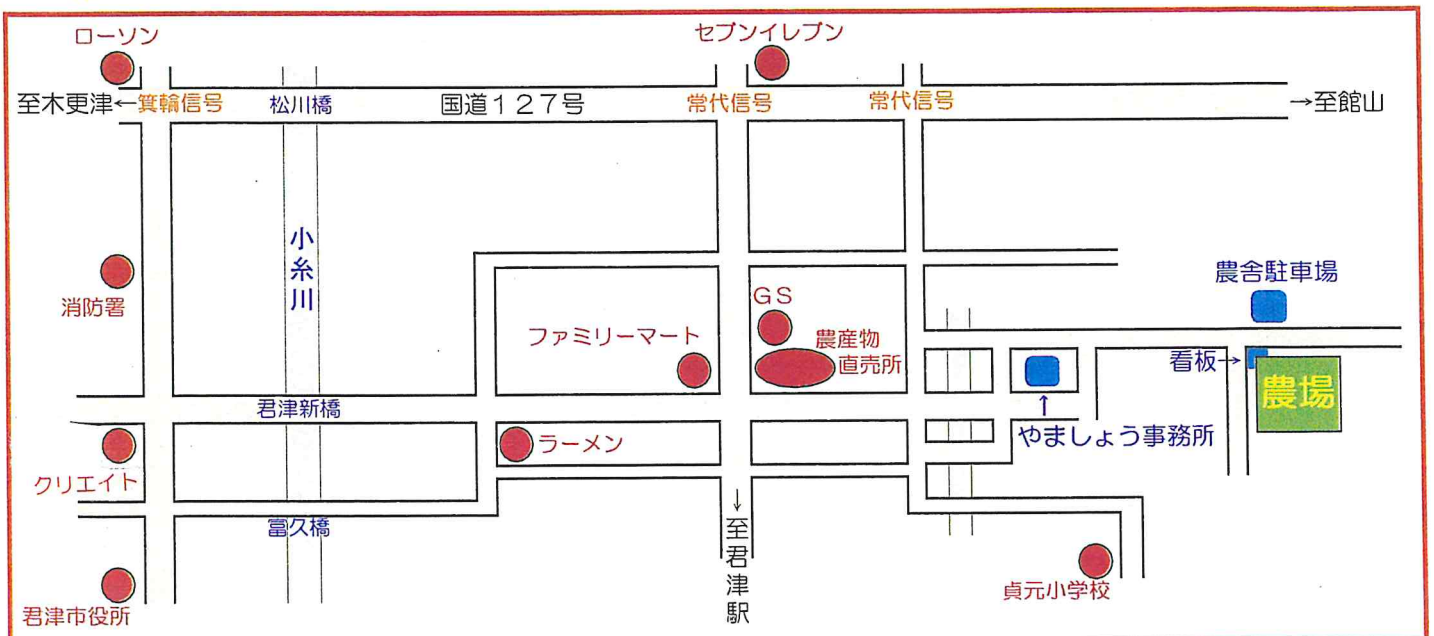 ローソン
セブンイレブン
至木更津←箕輪信号
松川橋
国道127号
常代信号
常代信号
→至館山
小糸川
消防署
農舎駐車場
GS
ファミリーマート
農産物
直売所
看板→
農場
君津新橋
↑
やましょう事務所
ラーメン
クリエイト
富久橋
↓
至君津駅
貞元小学校
君津市役所